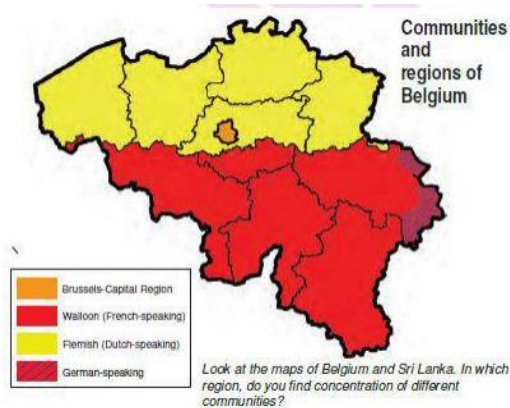 Communities
and
regions of
Belgium
Brussels-Capital Region
Walloon (French-speaking)
Flemish (Dutch-speaking)
German-speaking
Look at the maps of Belgium and Sri Lanka. In which
region, do you find concentration of different
communities?